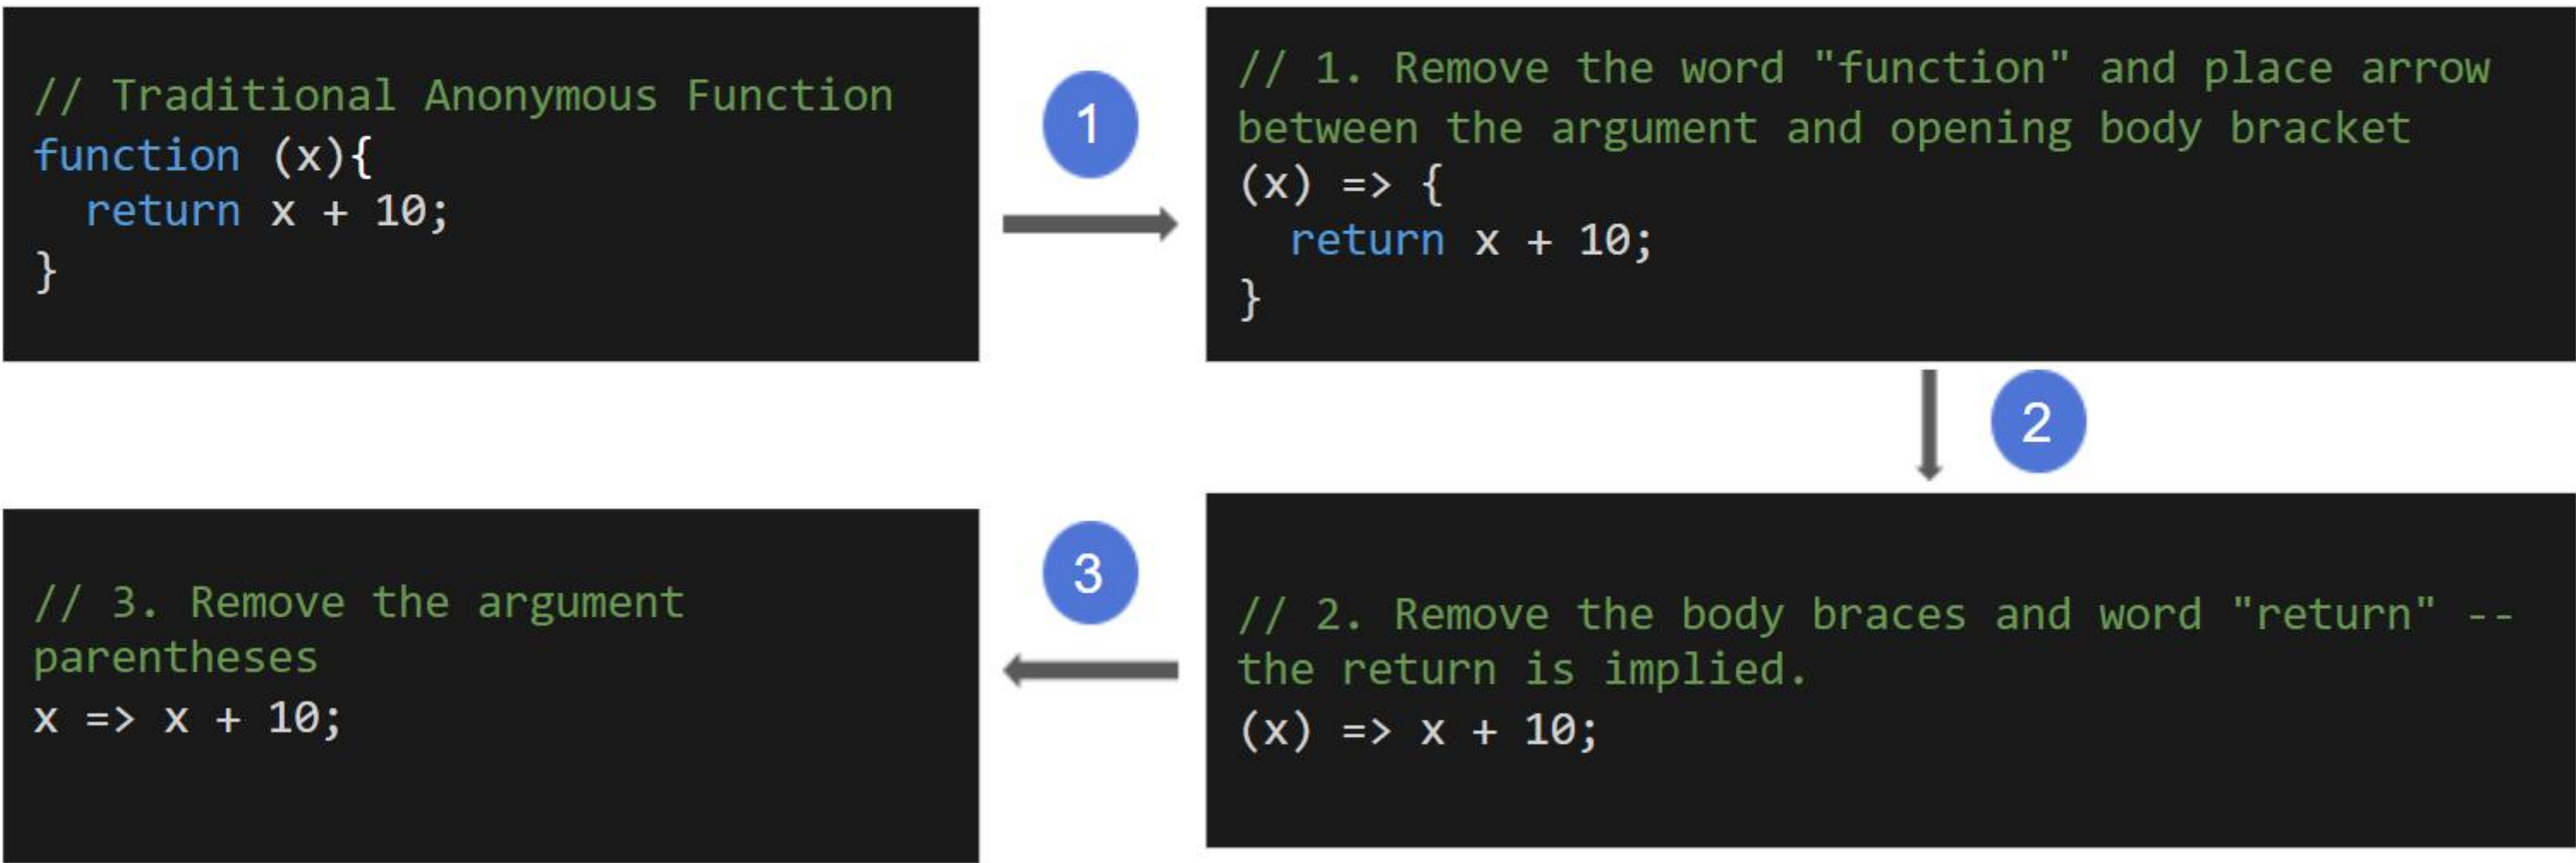 // Traditional Anonymous Function
function (x){
  return x + 10;
}
1
// 1. Remove the word "function" and place arrow
between the argument and opening body bracket
(x) => {
  return x + 10;
}
2
// 2. Remove the body braces and word "return" --
the return is implied.
(x) => x + 10;
3
// 3. Remove the argument
parentheses
x => x + 10;